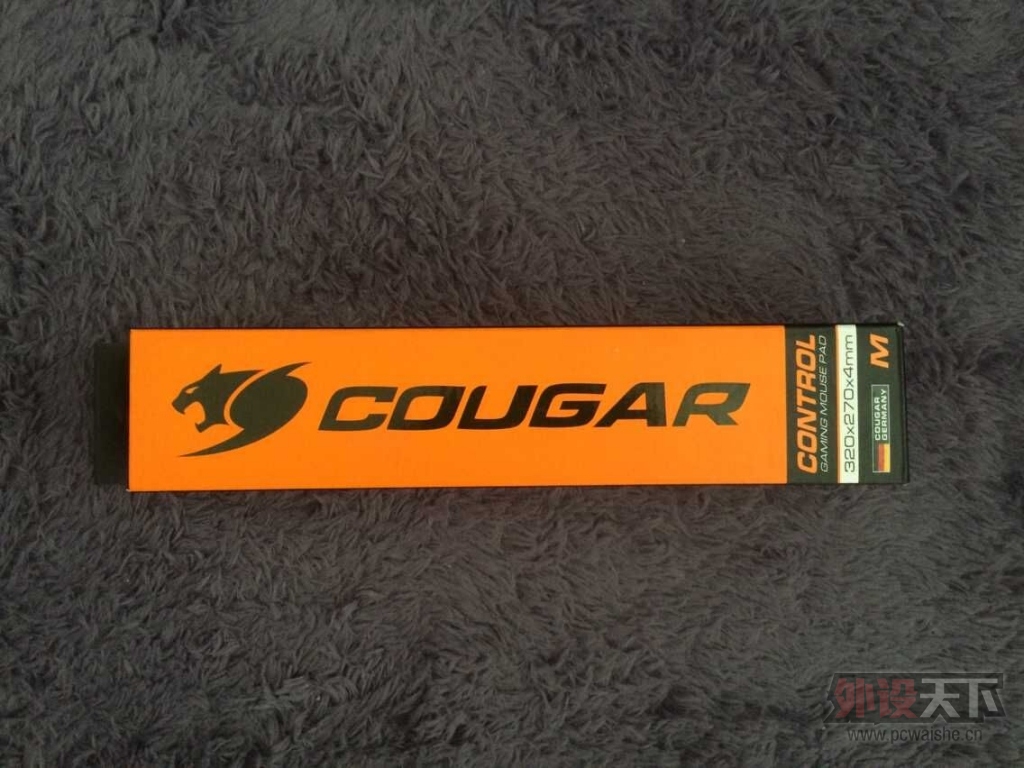 COUGAR
CONTROL
GAMING MOUSE PAD
320x270x4mm
COUGAR
GERMANY
M
外设天下
www.pcwaishe.cn